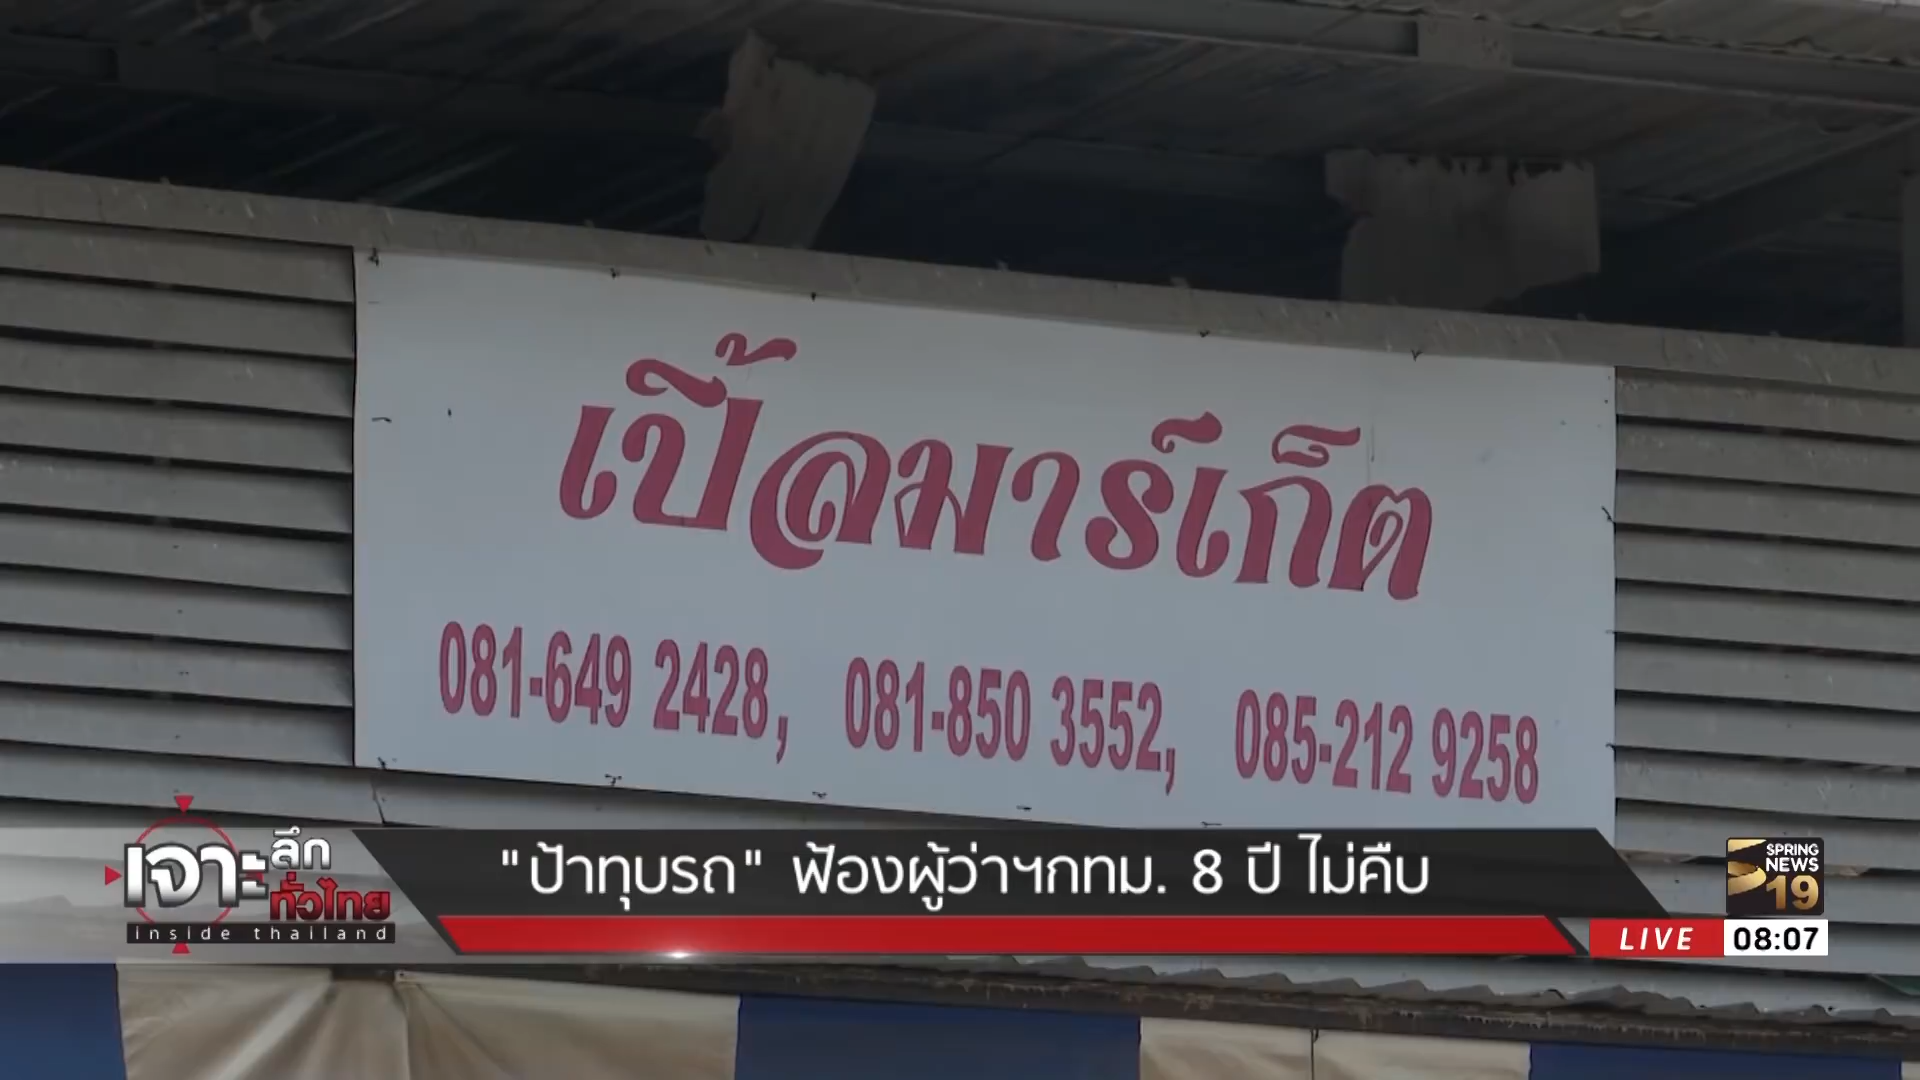 เปิ้ลมาร์เก็ต
081-649 2428, 081-850 3552, 085-212 9258
เจาะลึกทั่วไทย
inside thailand
"ป้าทุบรถ" ฟ้องผู้ว่าฯกทม. 8 ปี ไม่คืบ
SPRING
NEWS
19
LIVE 08:07